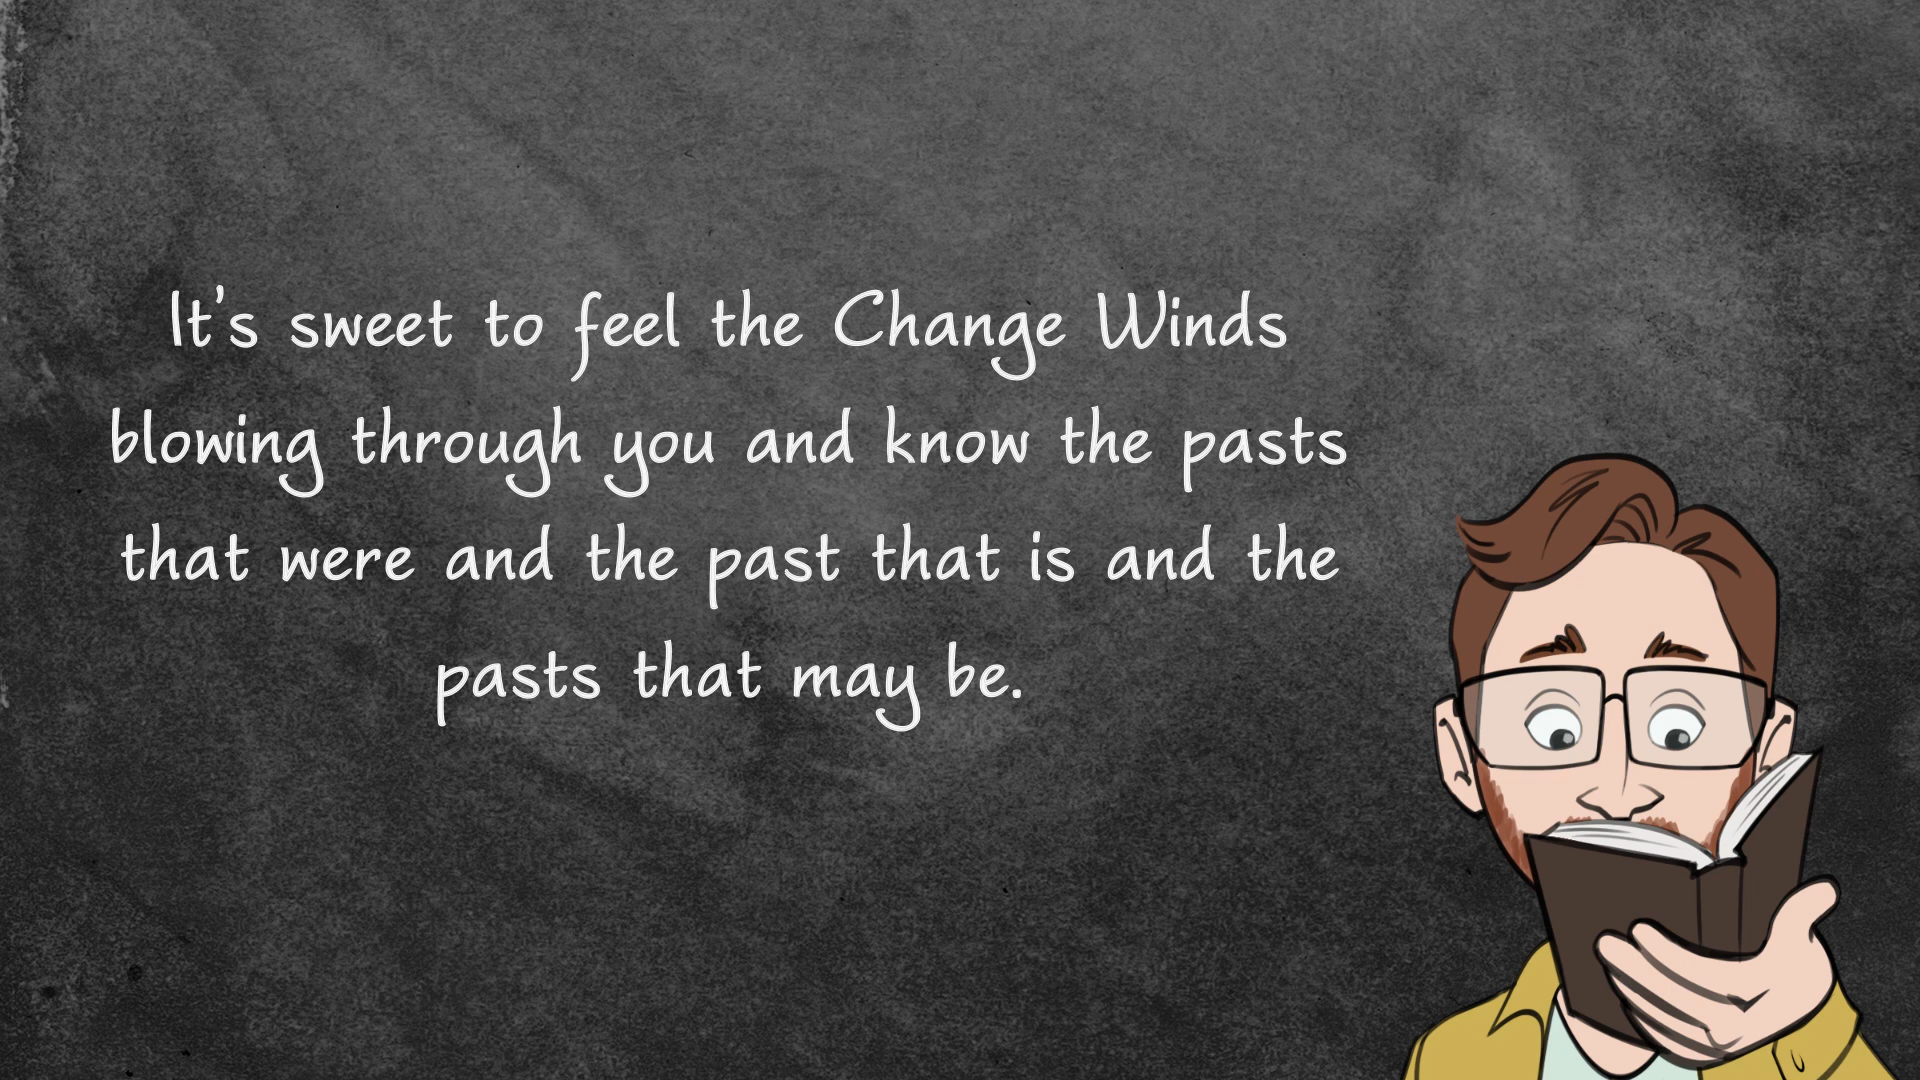 It's sweet to feel the Change Winds
blowing through you and know the pasts
that were and the past that is and the
pasts that may be.